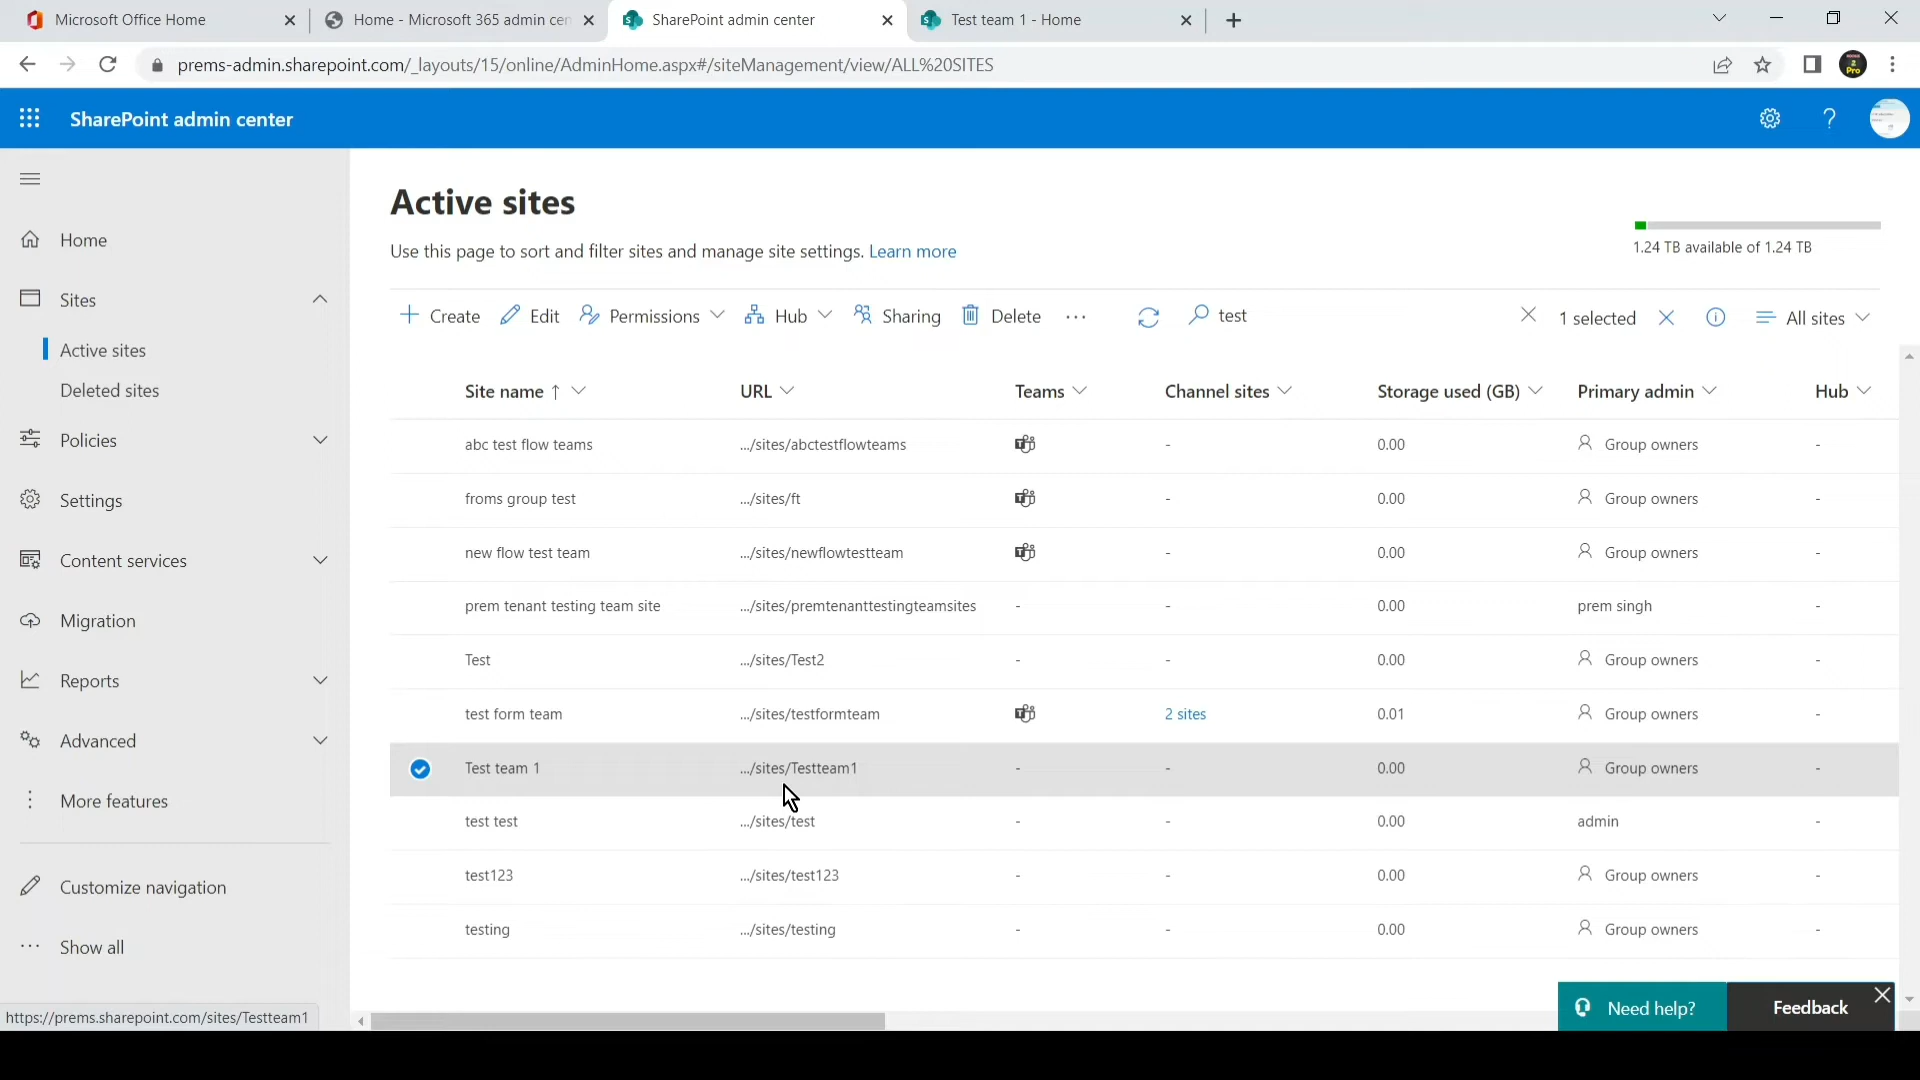 Microsoft Office Home
Home - Microsoft 365 admin cen
SharePoint admin center
Test team 1 - Home
prems-admin.sharepoint.com/_layouts/15/online/AdminHome.aspx#/siteManagement/view/ALL%20SITES
SharePoint admin center
Home
Sites
Active sites
Deleted sites
Policies
Settings
Content services
Migration
Reports
Advanced
More features
Customize navigation
Show all
Active sites
Use this page to sort and filter sites and manage site settings. Learn more
1.24 TB available of 1.24 TB
Create Edit Permissions Hub Sharing Delete test 1 selected All sites
Site name URL Teams Channel sites Storage used (GB) Primary admin Hub
abc test flow teams .../sites/abctestflowteams - 0.00 Group owners -
froms group test .../sites/ft - 0.00 Group owners -
new flow test team .../sites/newflowtestteam - 0.00 Group owners -
prem tenant testing team site .../sites/premtenanttestingteamsites - - 0.00 prem singh -
Test .../sites/Test2 - - 0.00 Group owners -
test form team .../sites/testformteam 2 sites 0.01 Group owners -
Test team 1 .../sites/Testteam1 - - 0.00 Group owners -
test test .../sites/test - - 0.00 admin -
test123 .../sites/test123 - - 0.00 Group owners -
testing .../sites/testing - - 0.00 Group owners -
Need help?
Feedback
https://prems.sharepoint.com/sites/Testteam1